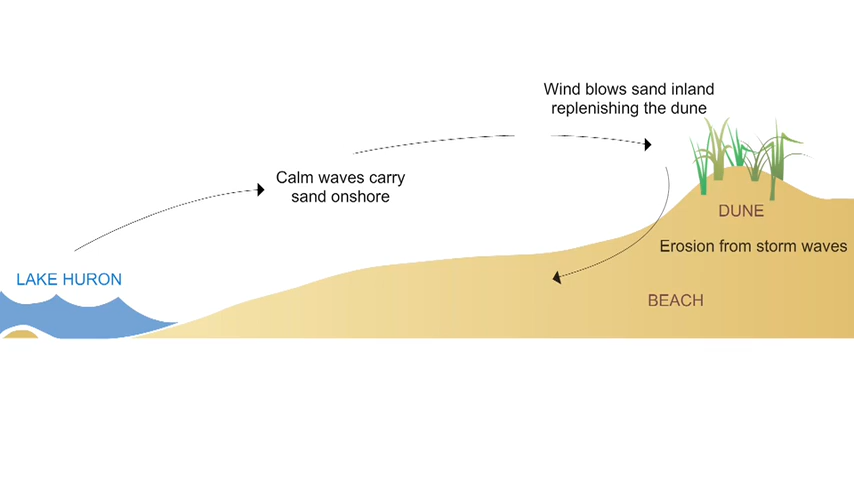 Wind blows sand inland
replenishing the dune
Calm waves carry
sand onshore
DUNE
Erosion from storm waves
LAKE HURON
BEACH